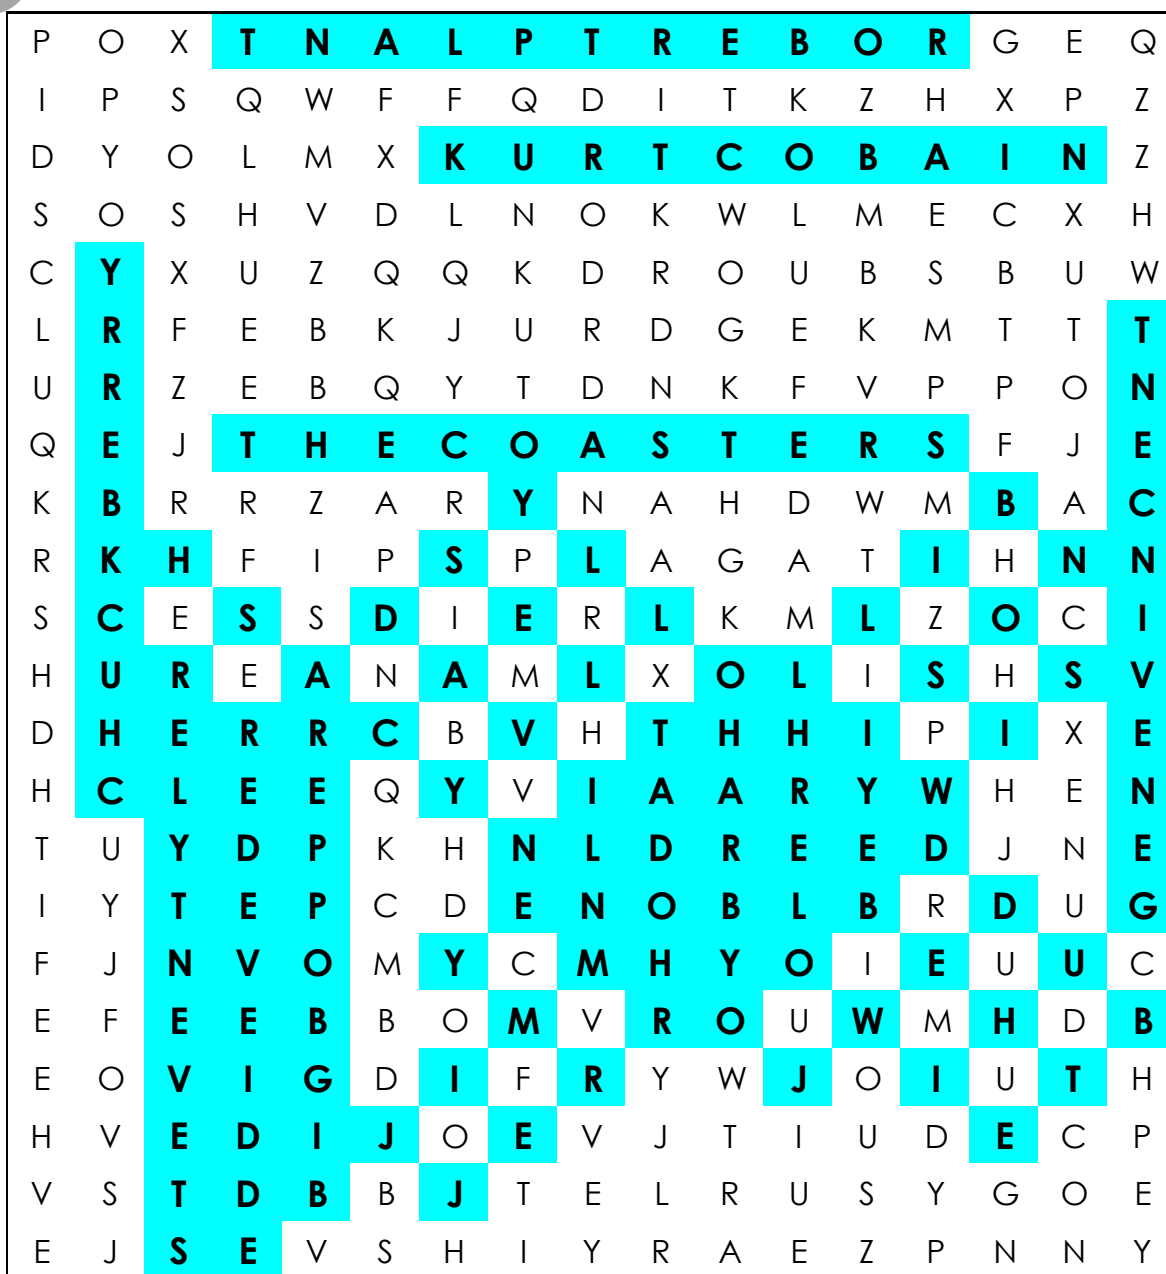 P O X T N A L P T R E B O R G E Q
I P S Q W F F Q D I T K Z H X P Z
D Y O L M X K U R T C O B A I N Z
S O S H V D L N O K W L M E C X H
C Y X U Z Q Q K D R O U B S B U W
L R F E B K J U R D G E K M T T T
U R Z E B Q Y T D N K F V P P O N
Q E J T H E C O A S T E R S F J E
K B R R Z A R Y N A H D W M B A C
R K H F I P S P L A G A T I H N N
S C E S S D I E R L K M L Z O C I
H U R E A N A M L X O L I S H S V
D H E R R C B V H T H H I P I X E
H C L E E Q Y V I A A R Y W H E N
T U Y D P K H N L D R E E D J N E
I Y T E P C D E N O B L B R D U G
F J N V O M Y C M H Y O I E U U C
E F E E B B O M V R O U W M H D B
E O V I G D I F R Y W J O I U T H
H V E D I J O E V J T I U D E C P
V S T D B B J T E L R U S Y G O E
E J S E V S H I Y R A E Z P N N Y